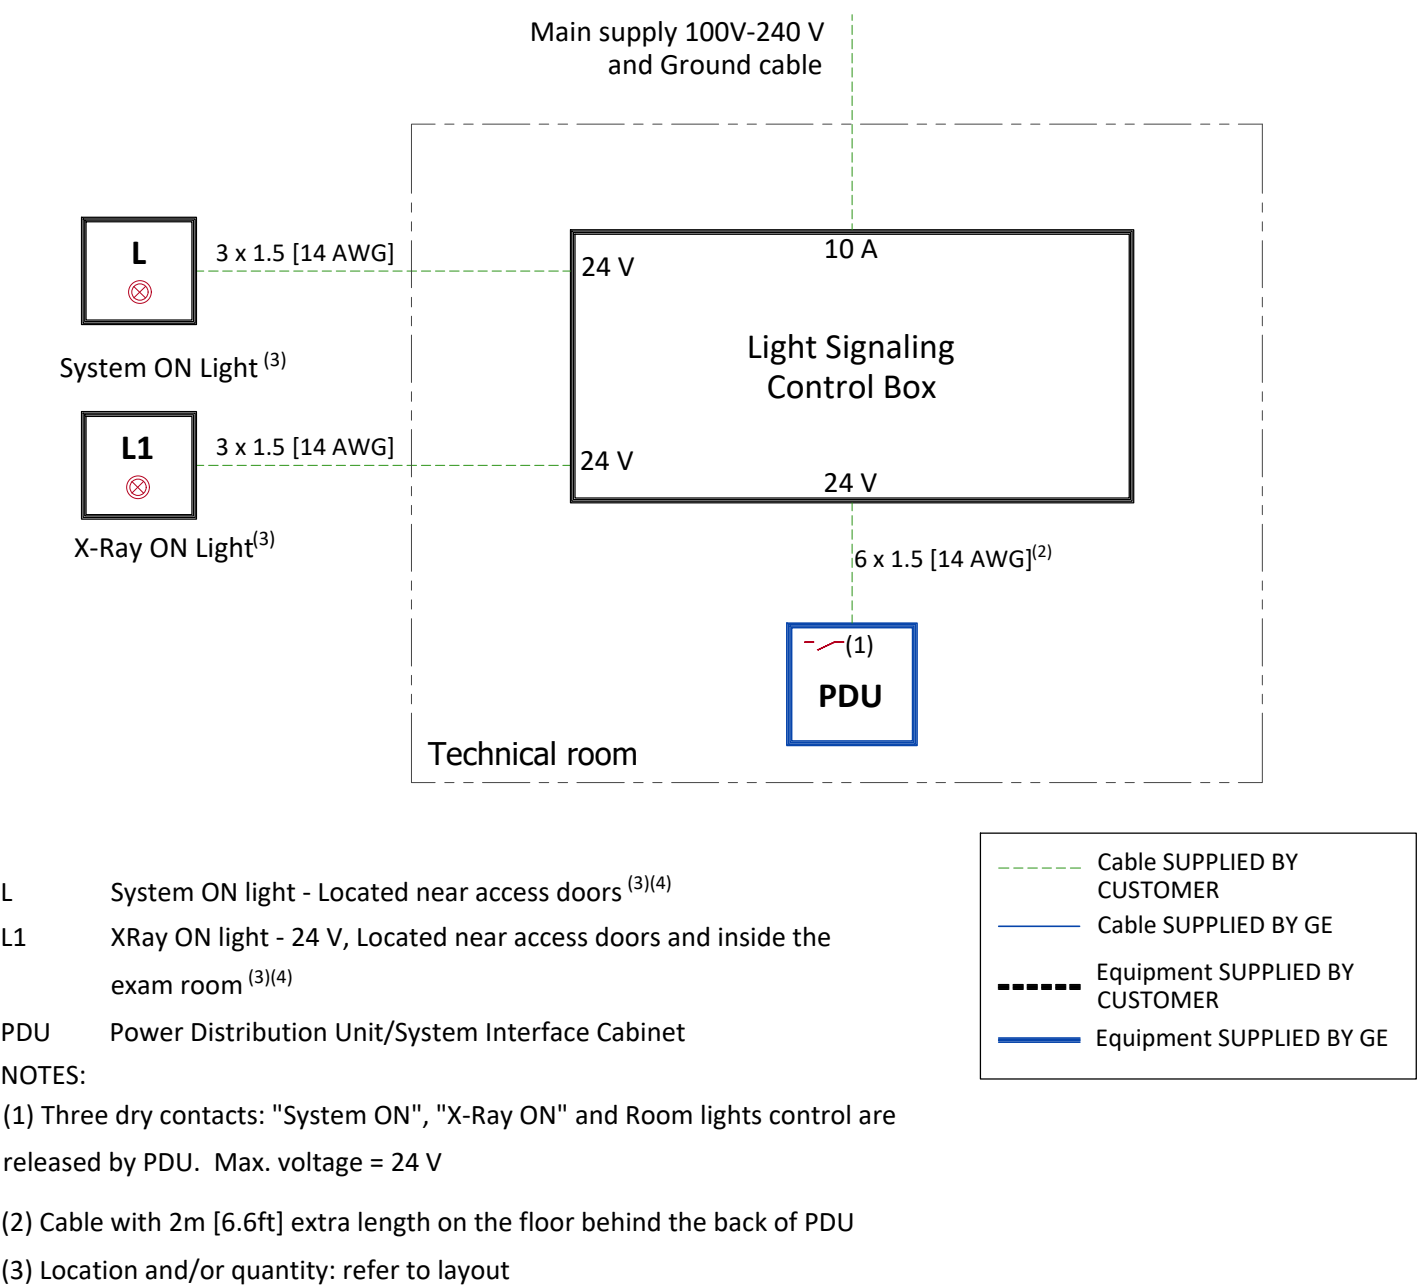 Main supply 100V-240 V
and Ground cable
10 A
L
3 x 1.5 [14 AWG]
24 V
System ON Light (3)
Light Signaling
Control Box
L1
3 x 1.5 [14 AWG]
24 V
24 V
X-Ray ON Light(3)
6 x 1.5 [14 AWG](2)
(1)
PDU
Technical room
L System ON light - Located near access doors (3)(4)
L1 XRay ON light - 24 V, Located near access doors and inside the
exam room (3)(4)
PDU Power Distribution Unit/System Interface Cabinet
Cable SUPPLIED BY
CUSTOMER
Cable SUPPLIED BY GE
Equipment SUPPLIED BY
CUSTOMER
Equipment SUPPLIED BY GE
NOTES:
(1) Three dry contacts: "System ON", "X-Ray ON" and Room lights control are
released by PDU. Max. voltage = 24 V
(2) Cable with 2m [6.6ft] extra length on the floor behind the back of PDU
(3) Location and/or quantity: refer to layout